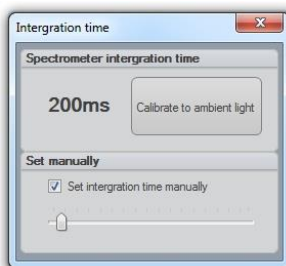 Intergration time
Spectrometer intergration time
200ms
Calibrate to ambient light
Set manually
Set intergration time manually